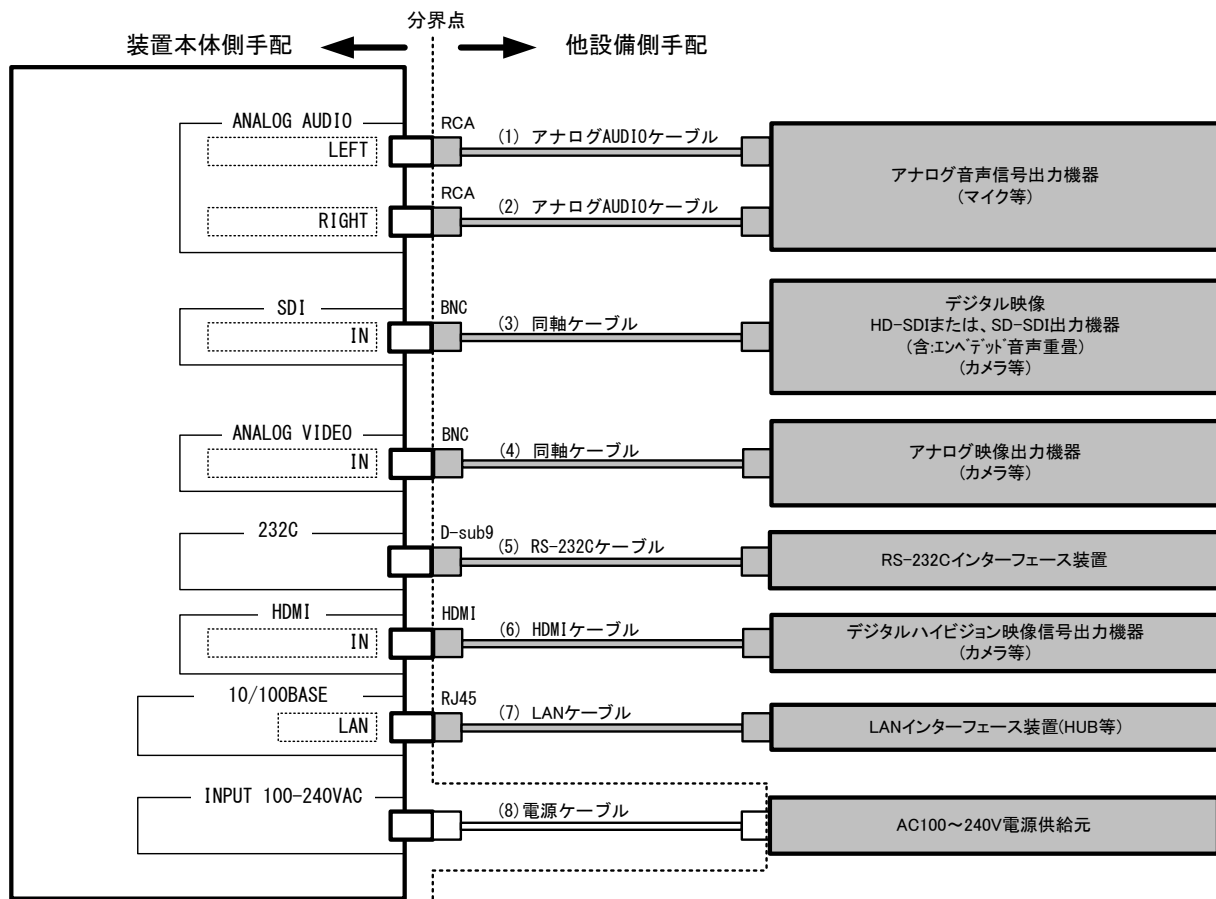 分界点
装置本体側手配
他設備側手配
ANALOG AUDIO
LEFT
RCA
(1) アナログAUDIOケーブル
アナログ音声信号出力機器
(マイク等)
RIGHT
RCA
(2) アナログAUDIOケーブル
SDI
IN
BNC
(3) 同軸ケーブル
デジタル映像
HD-SDIまたは、SD-SDI出力機器
(含:ｴﾝﾍﾞﾃﾞｯﾄﾞ音声重畳)
(カメラ等)
ANALOG VIDEO
IN
BNC
(4) 同軸ケーブル
アナログ映像出力機器
(カメラ等)
232C
D-sub9
(5) RS-232Cケーブル
RS-232Cインターフェース装置
HDMI
IN
HDMI
(6) HDMIケーブル
デジタルハイビジョン映像信号出力機器
(カメラ等)
10/100BASE
LAN
RJ45
(7) LANケーブル
LANインターフェース装置(HUB等)
INPUT 100-240VAC
(8)電源ケーブル
AC100～240V電源供給元